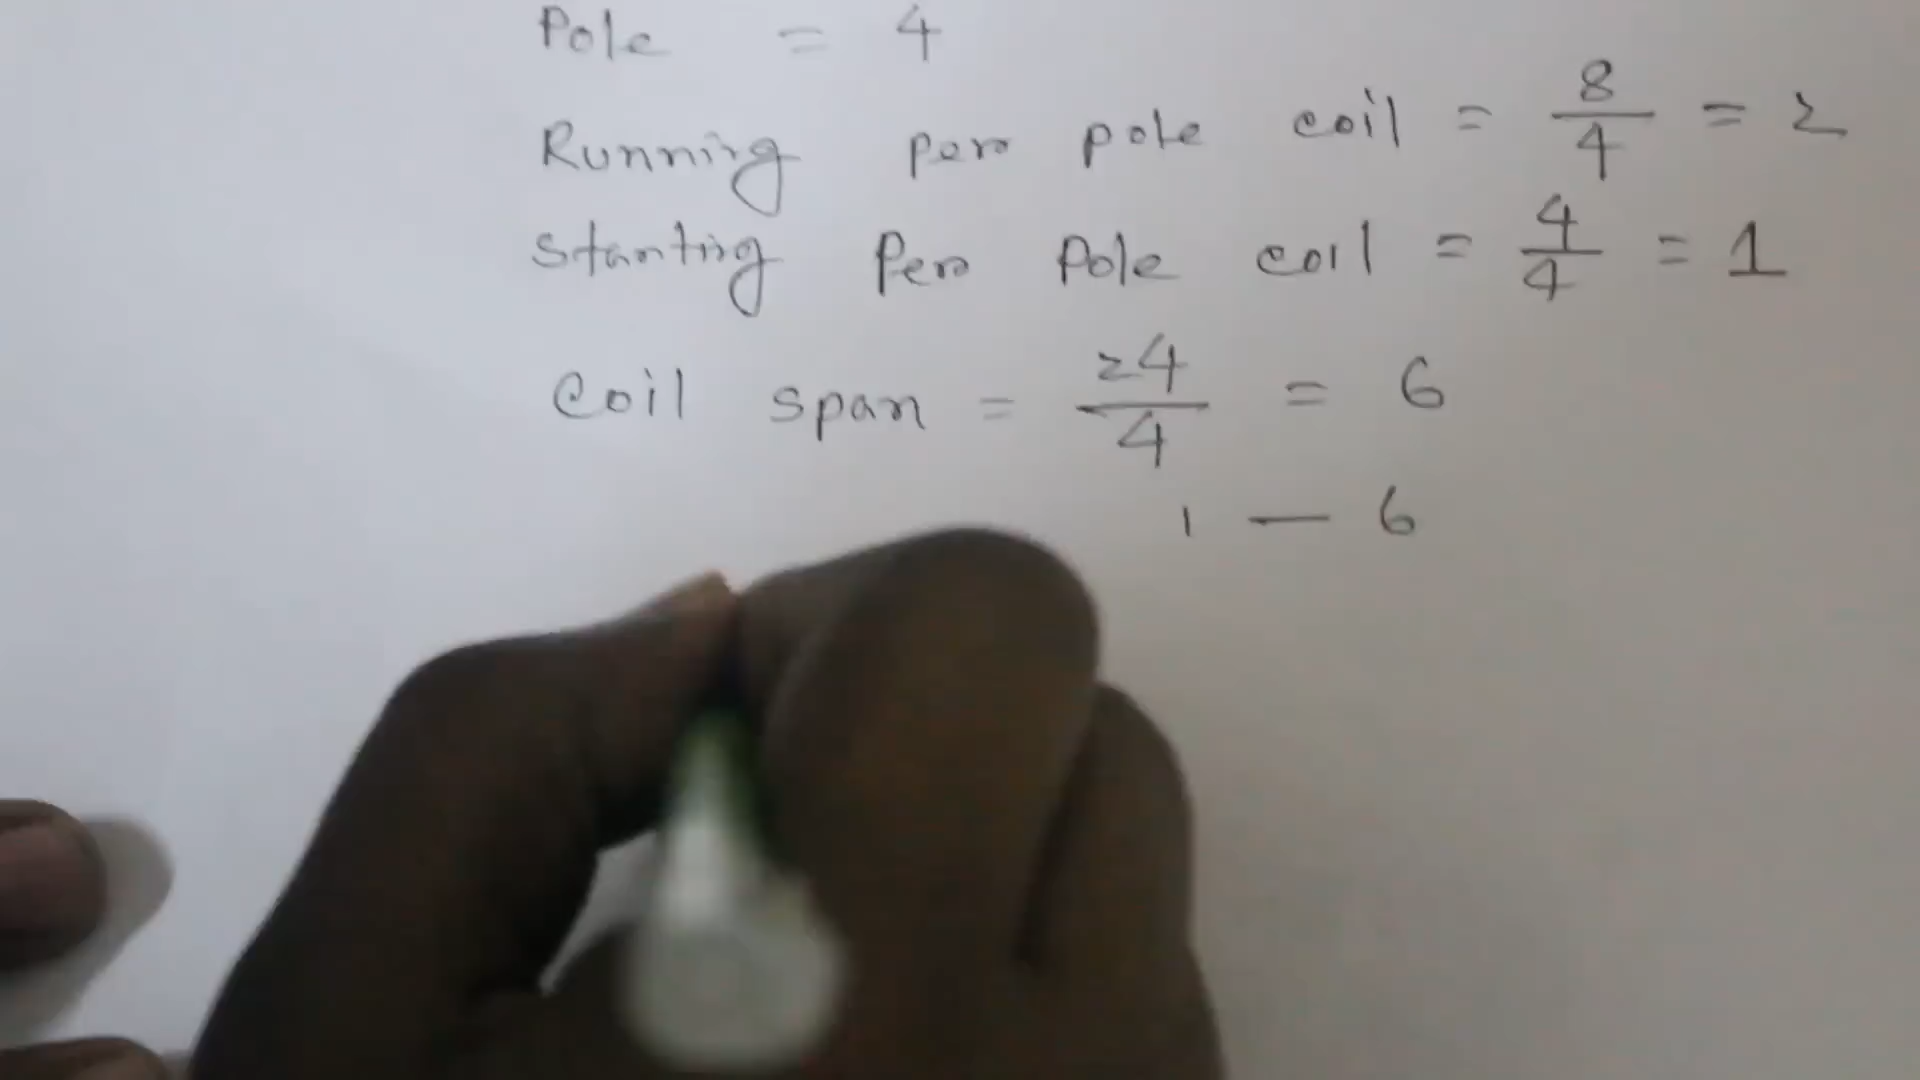 Pole = 4
Running per pole coil = 8/4 = 2
Starting Per Pole coil = 4/4 = 1
Coil span = 24/4 = 6
1 — 6